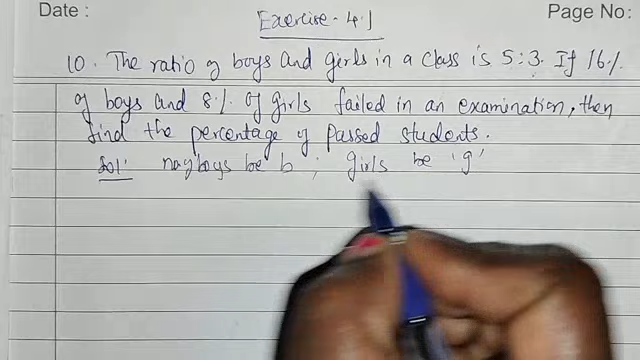 Date :
Page No:
Exercise - 4.1
10. The ratio of boys and girls in a class is 5:3. If 16%
of boys and 8% of girls failed in an examination, then
find the percentage of passed students.
Sol' no of boys be b ; girls be 'g'